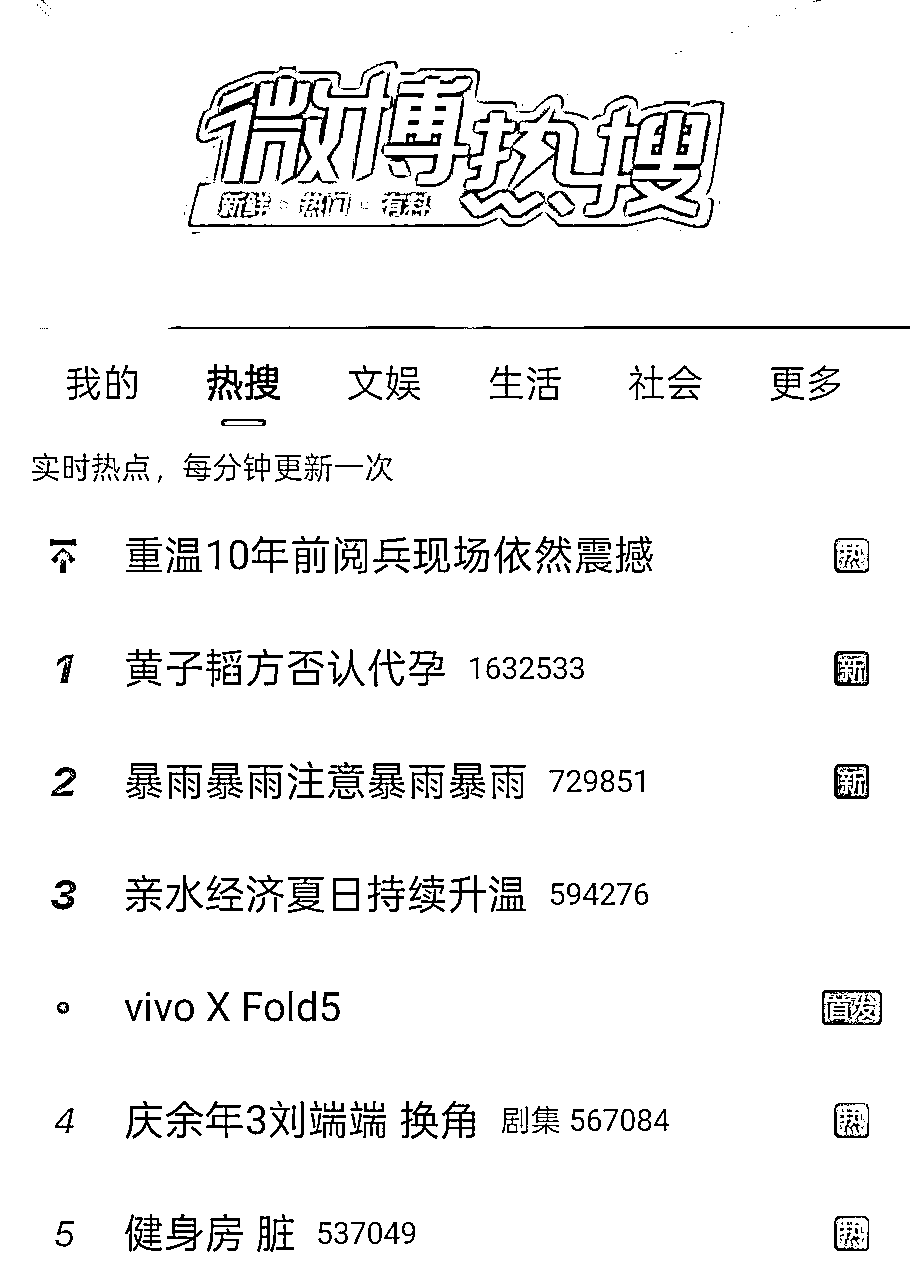 微博热搜
新鲜·热门·有料
我的 热搜 文娱 生活 社会 更多
实时热点，每分钟更新一次
重温10年前阅兵现场依然震撼 热
1 黄子韬方否认代孕 1632533 新
2 暴雨暴雨注意暴雨暴雨 729851 新
3 亲水经济夏日持续升温 594276
vivo X Fold5 首发
4 庆余年3刘端端 换角 剧集 567084 热
5 健身房 脏 537049 热